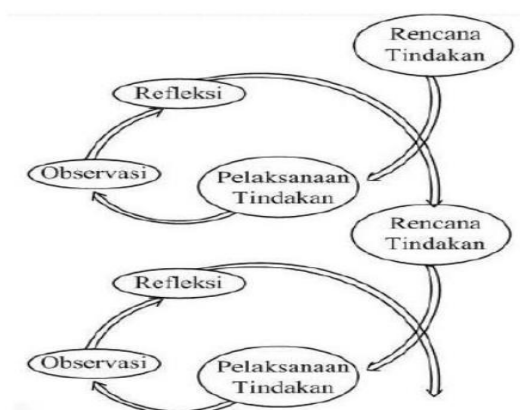 Rencana
Tindakan
Refleksi
Observasi
Pelaksanaan
Tindakan
Rencana
Tindakan
Refleksi
Observasi
Pelaksanaan
Tindakan